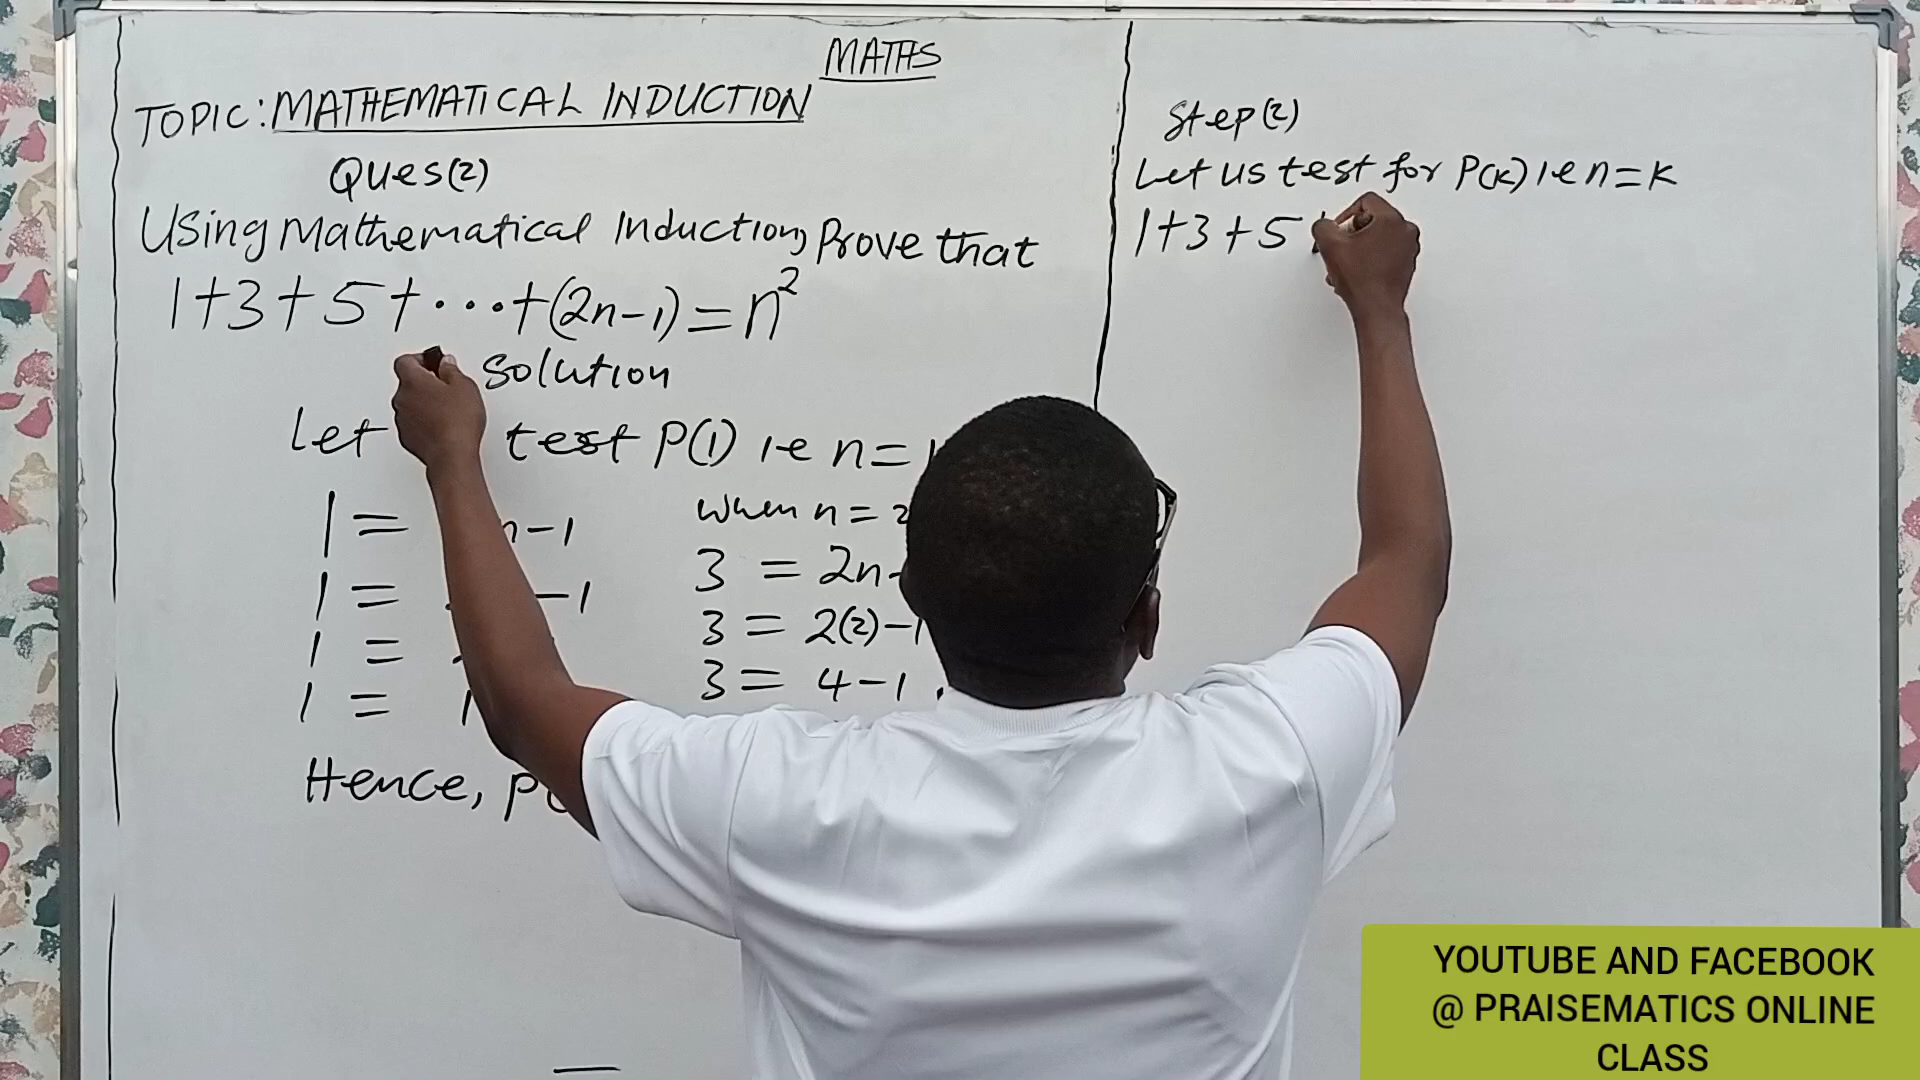 MATHS
TOPIC: MATHEMATICAL INDUCTION
Ques(2)
Using Mathematical Induction, Prove that
1+3+5+...+(2n-1)=n²
Solution
Let test P(1) ie n=
1 = n-1
1 = -1
1 =
1 = 1
Hence, P(
when n = 2
3 = 2n-
3 = 2(2)-1
3 = 4-1
Step(2)
Let us test for P(K) ie n=K
1+3+5
YOUTUBE AND FACEBOOK
@ PRAISEMATICS ONLINE
CLASS